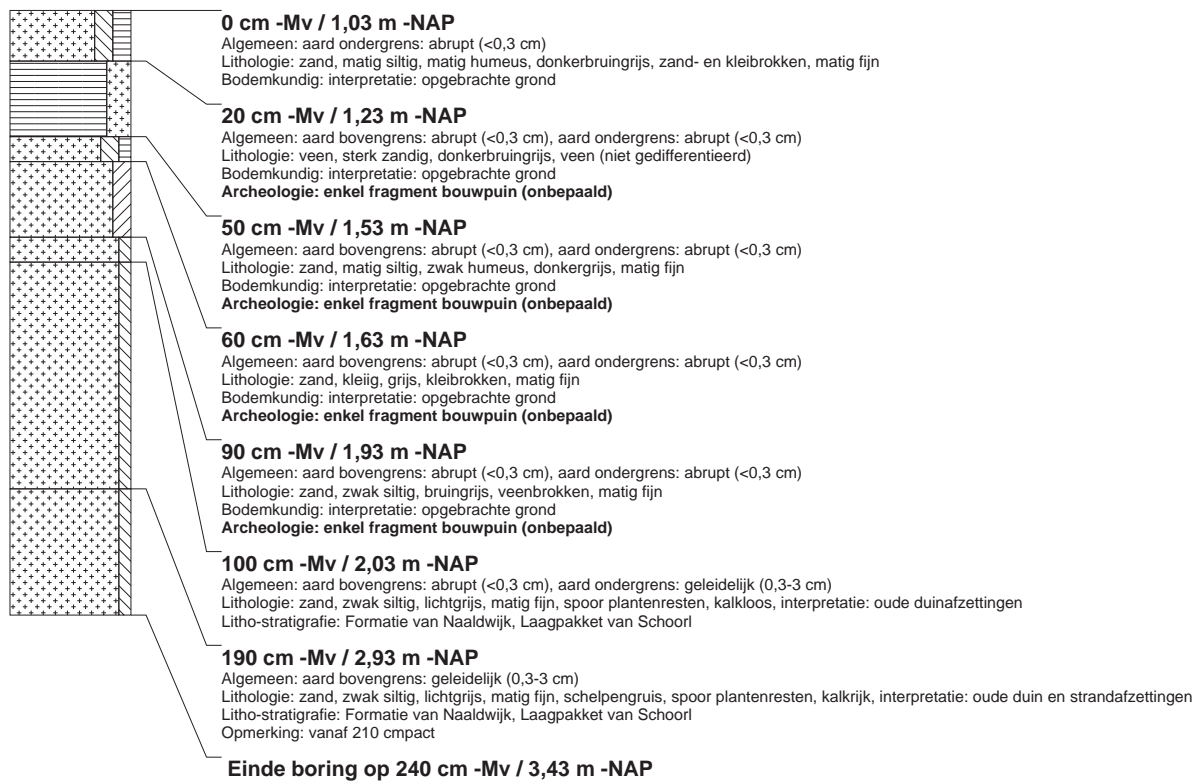 0 cm -Mv / 1,03 m -NAP
Algemeen: aard ondergrens: abrupt (<0,3 cm)
Lithologie: zand, matig siltig, matig humeus, donkerbruingrijs, zand- en kleibrokken, matig fijn
Bodemkundig: interpretatie: opgebrachte grond
20 cm -Mv / 1,23 m -NAP
Algemeen: aard bovengrens: abrupt (<0,3 cm), aard ondergrens: abrupt (<0,3 cm)
Lithologie: veen, sterk zandig, donkerbruingrijs, veen (niet gedifferentieerd)
Bodemkundig: interpretatie: opgebrachte grond
Archeologie: enkel fragment bouwpuin (onbepaald)
50 cm -Mv / 1,53 m -NAP
Algemeen: aard bovengrens: abrupt (<0,3 cm), aard ondergrens: abrupt (<0,3 cm)
Lithologie: zand, matig siltig, zwak humeus, donkergrijs, matig fijn
Bodemkundig: interpretatie: opgebrachte grond
Archeologie: enkel fragment bouwpuin (onbepaald)
60 cm -Mv / 1,63 m -NAP
Algemeen: aard bovengrens: abrupt (<0,3 cm), aard ondergrens: abrupt (<0,3 cm)
Lithologie: zand, kleiig, grijs, kleibrokken, matig fijn
Bodemkundig: interpretatie: opgebrachte grond
Archeologie: enkel fragment bouwpuin (onbepaald)
90 cm -Mv / 1,93 m -NAP
Algemeen: aard bovengrens: abrupt (<0,3 cm), aard ondergrens: abrupt (<0,3 cm)
Lithologie: zand, zwak siltig, bruingrijs, veenbrokken, matig fijn
Bodemkundig: interpretatie: opgebrachte grond
Archeologie: enkel fragment bouwpuin (onbepaald)
100 cm -Mv / 2,03 m -NAP
Algemeen: aard bovengrens: abrupt (<0,3 cm), aard ondergrens: geleidelijk (0,3-3 cm)
Lithologie: zand, zwak siltig, lichtgrijs, matig fijn, spoor plantenresten, kalkloos, interpretatie: oude duinafzettingen
Litho-stratigrafie: Formatie van Naaldwijk, Laagpakket van Schoorl
190 cm -Mv / 2,93 m -NAP
Algemeen: aard bovengrens: geleidelijk (0,3-3 cm)
Lithologie: zand, zwak siltig, lichtgrijs, matig fijn, schelpengruis, spoor plantenresten, kalkrijk, interpretatie: oude duin en strandafzettingen
Litho-stratigrafie: Formatie van Naaldwijk, Laagpakket van Schoorl
Opmerking: vanaf 210 cmpact
Einde boring op 240 cm -Mv / 3,43 m -NAP